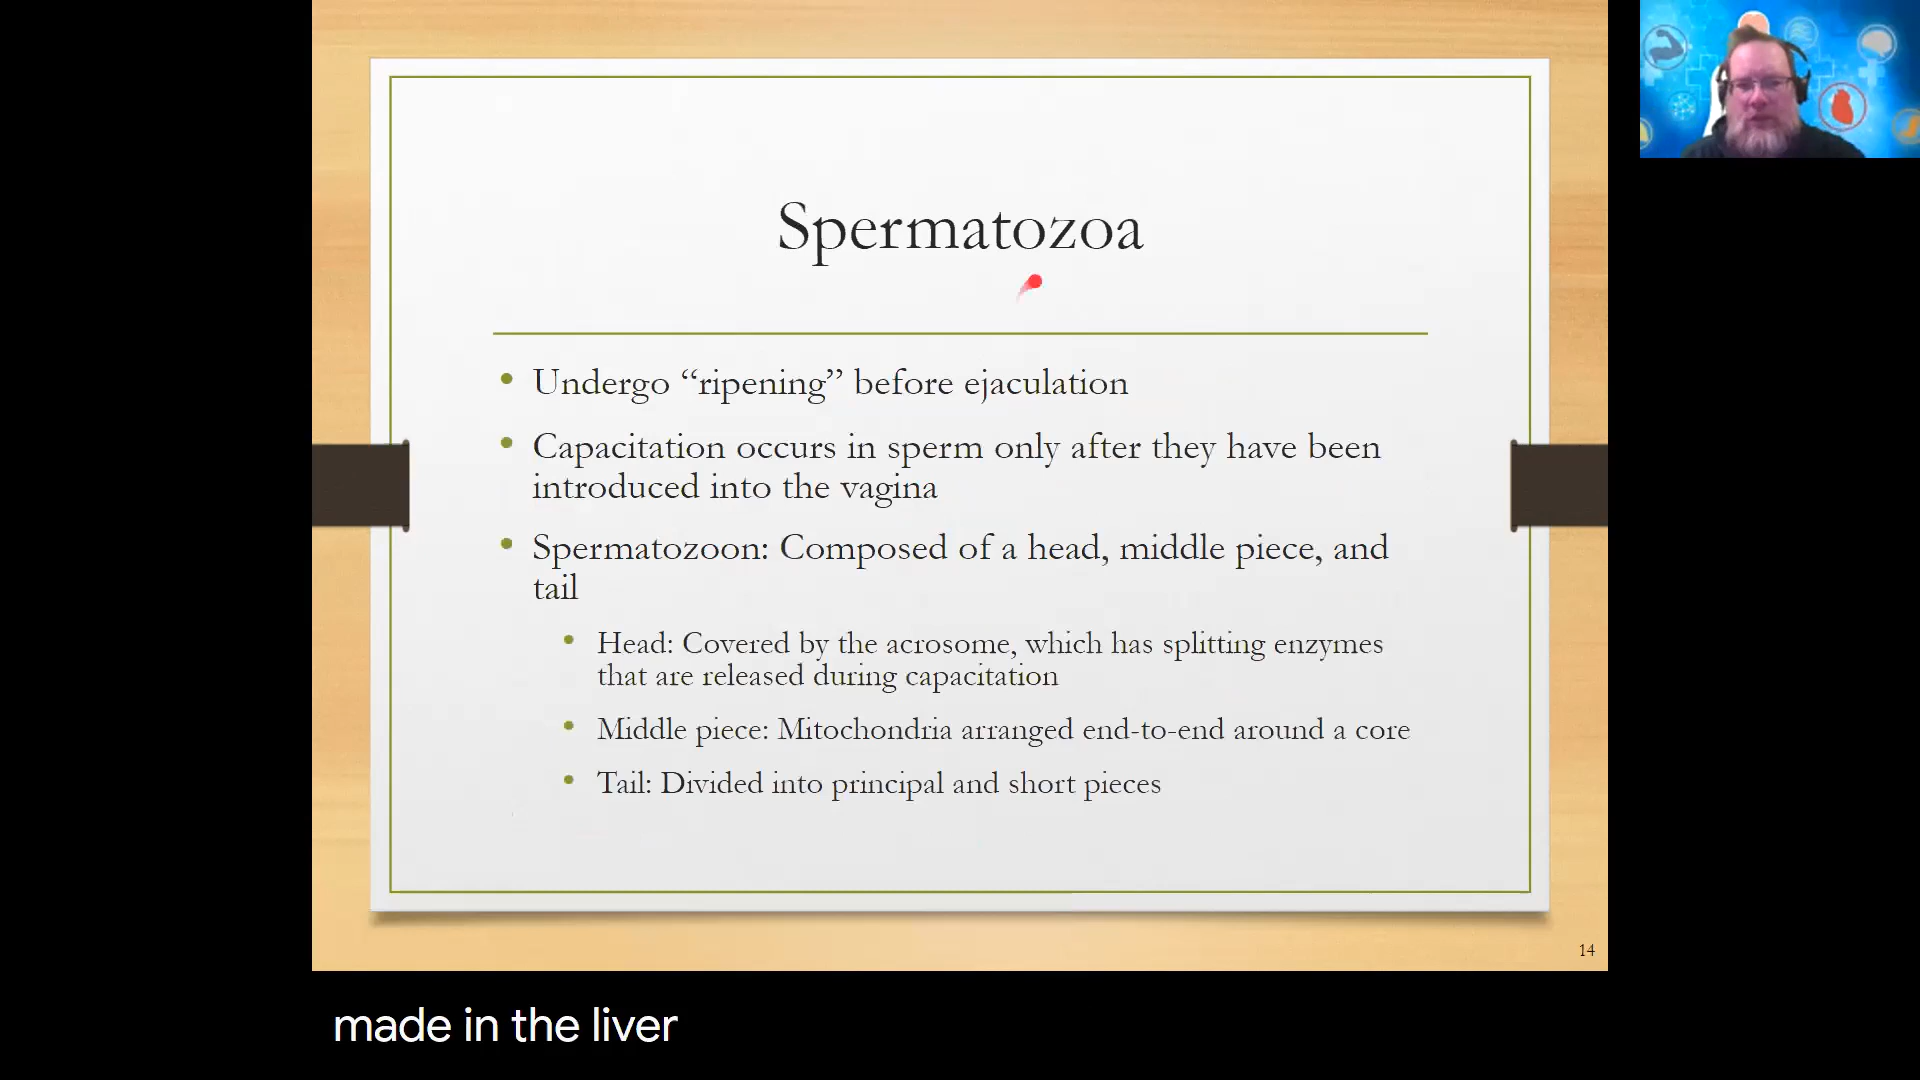 Spermatozoa
• Undergo “ripening” before ejaculation
• Capacitation occurs in sperm only after they have been
introduced into the vagina
• Spermatozoon: Composed of a head, middle piece, and
tail
• Head: Covered by the acrosome, which has splitting enzymes
that are released during capacitation
• Middle piece: Mitochondria arranged end-to-end around a core
• Tail: Divided into principal and short pieces
14
made in the liver